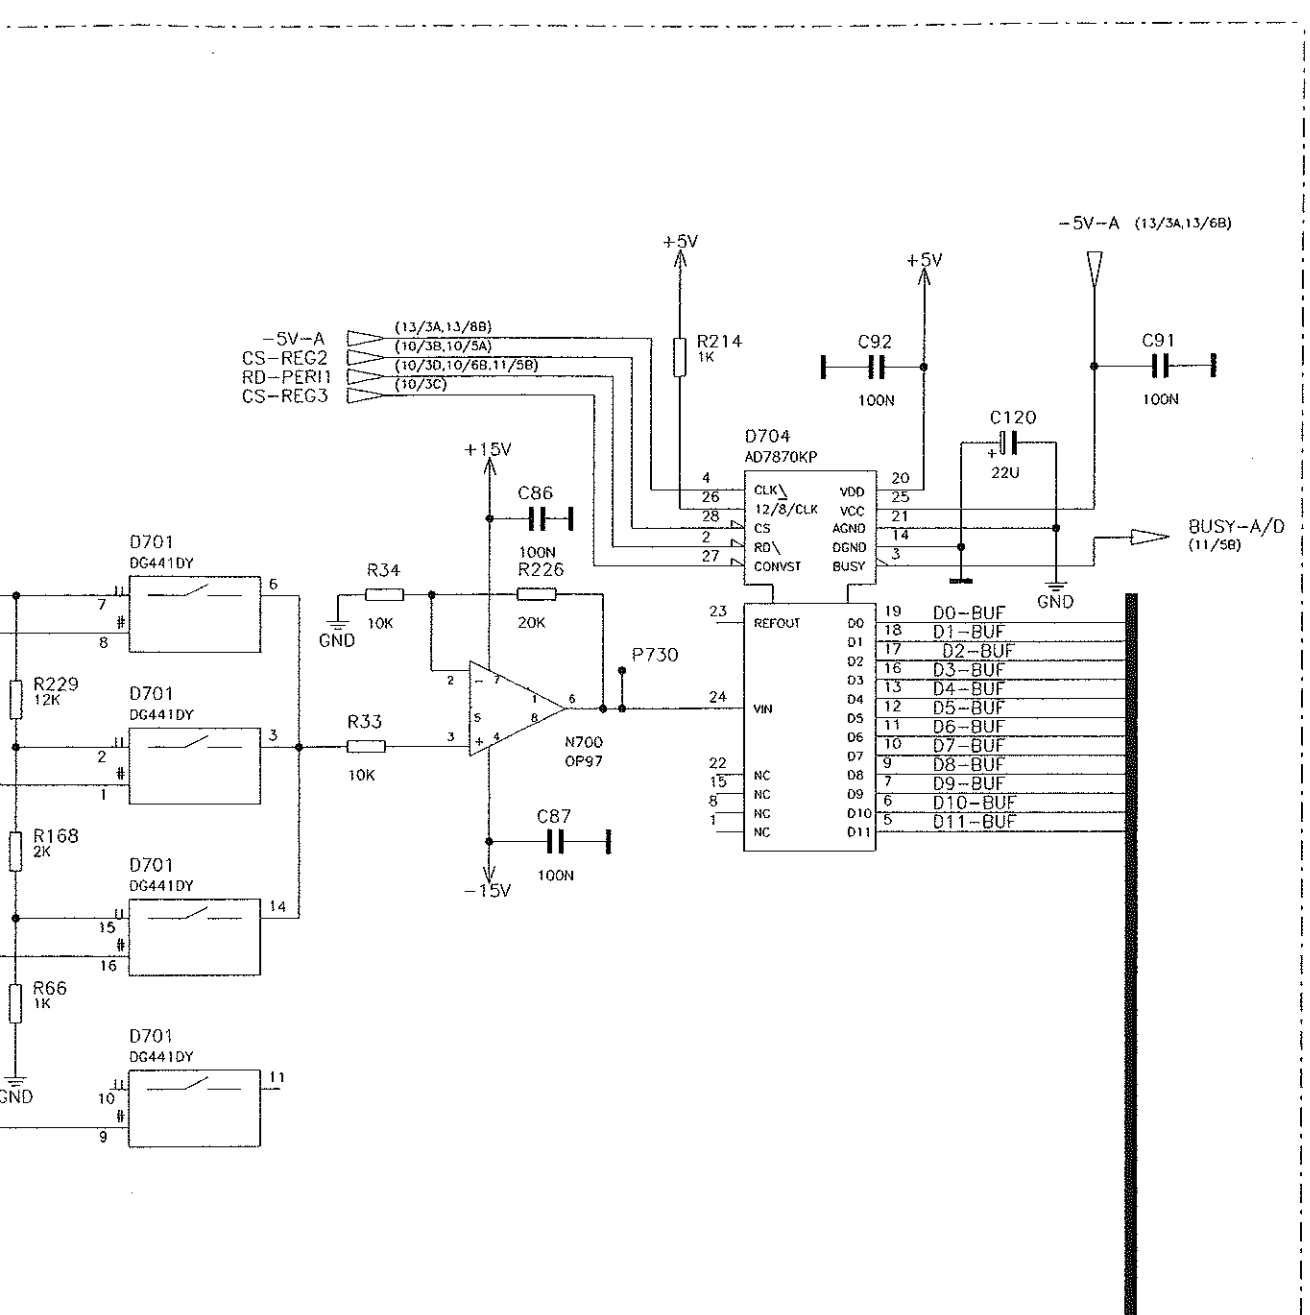 -5V-A (13/3A,13/6B)
+5V
+5V
-5V-A (13/3A,13/8B)
CS-REG2 (10/3B,10/5A)
RD-PERI1 (10/3D,10/6B,11/5B)
CS-REG3 (10/3C)
R214
1K
C92
100N
C91
100N
C120
+
22U
D704
AD7870KP
4 CLK\ VDD 20
26 12/8/CLK VCC 25
28 CS AGND 21
2 RD\ DGND 14
27 CONVST BUSY 3
BUSY-A/D
(11/5B)
GND
+15V
C86
100N
R34
10K
GND
R226
20K
P730
2 - 7
1 6
5 8
3 + 4
N700
OP97
R33
10K
C87
100N
-15V
23 REFOUT D0 19 D0-BUF
D1 18 D1-BUF
D2 17 D2-BUF
D3 16 D3-BUF
24 VIN D4 13 D4-BUF
D5 12 D5-BUF
D6 11 D6-BUF
D7 10 D7-BUF
22 NC D8 9 D8-BUF
15 NC D9 7 D9-BUF
8 NC D10 6 D10-BUF
1 NC D11 5 D11-BUF
D701
DG441DY
6
7
#
8
R229
12K
D701
DG441DY
3
2
#
1
R168
2K
D701
DG441DY
14
15
#
16
R66
1K
GND
D701
DG441DY
11
10
#
9